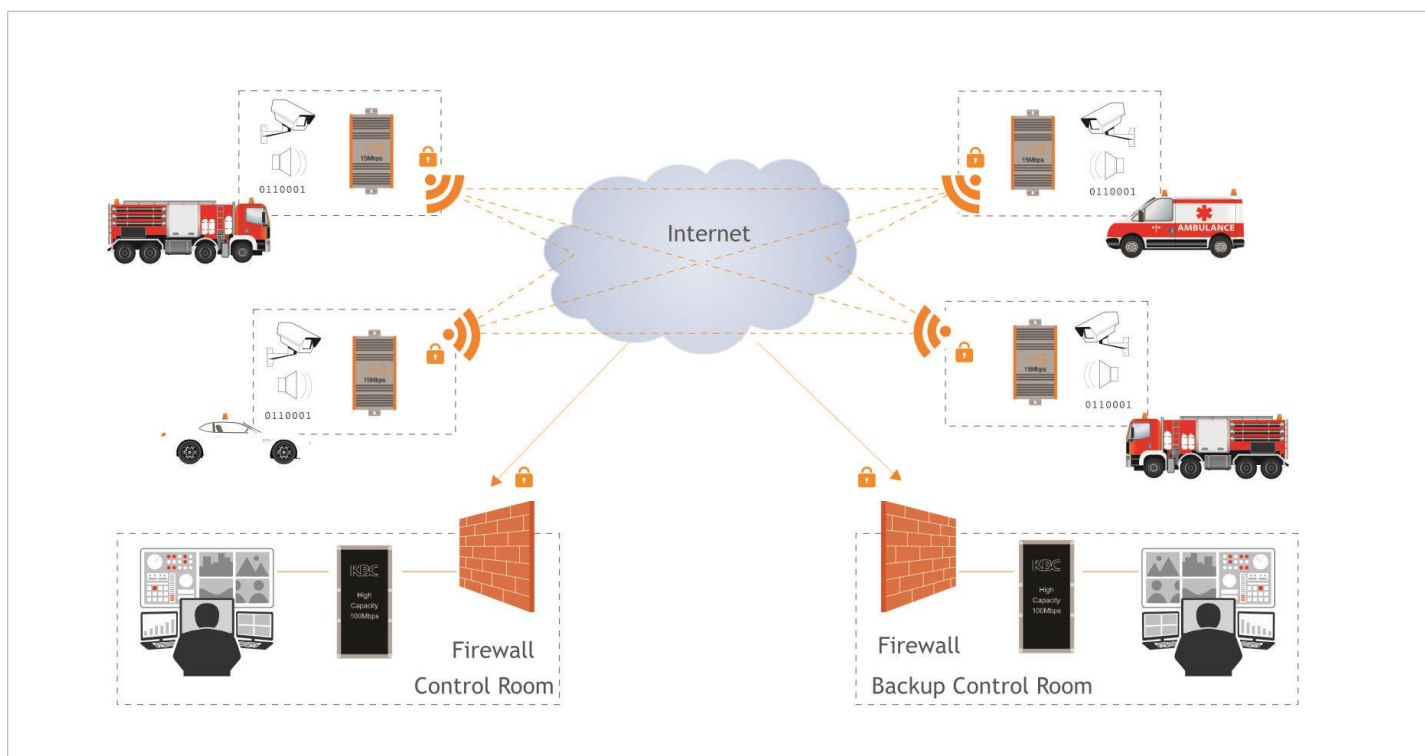 15Mbps
0110001
15Mbps
0110001
Internet
AMBULANCE
15Mbps
0110001
15Mbps
0110001
KBC
High
Capacity
100Mbps
Firewall
Control Room
KBC
High
Capacity
100Mbps
Firewall
Backup Control Room